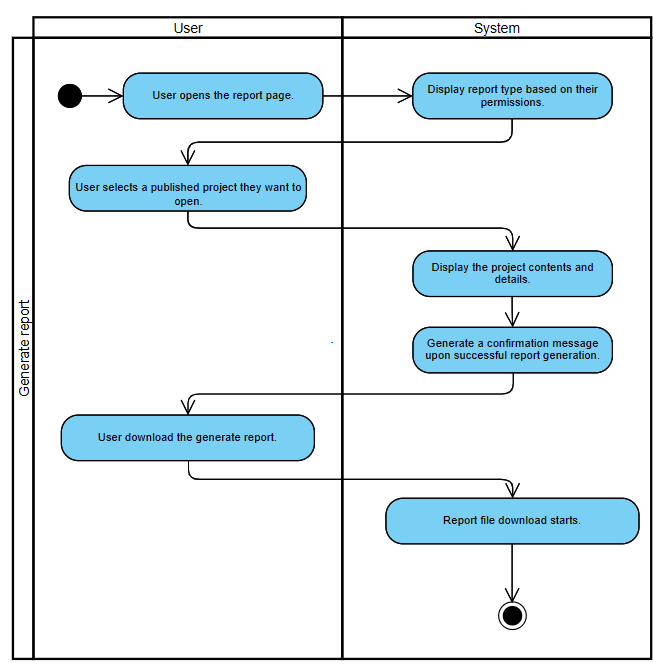 User
System
Generate report
User opens the report page.
Display report type based on their
permissions.
User selects a published project they want to
open.
Display the project contents and
details.
Generate a confirmation message
upon successful report generation.
User download the generate report.
Report file download starts.